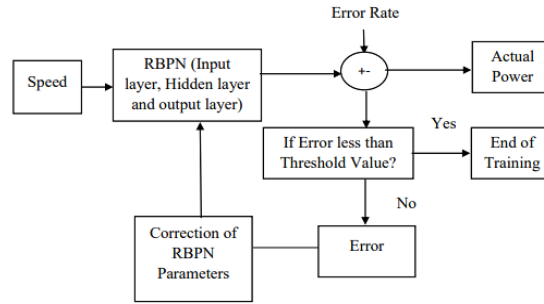 Error Rate
Speed
RBPN (Input
layer, Hidden layer
and output layer)
+-
Actual
Power
If Error less than
Threshold Value?
Yes
End of
Training
No
Correction of
RBPN
Parameters
Error